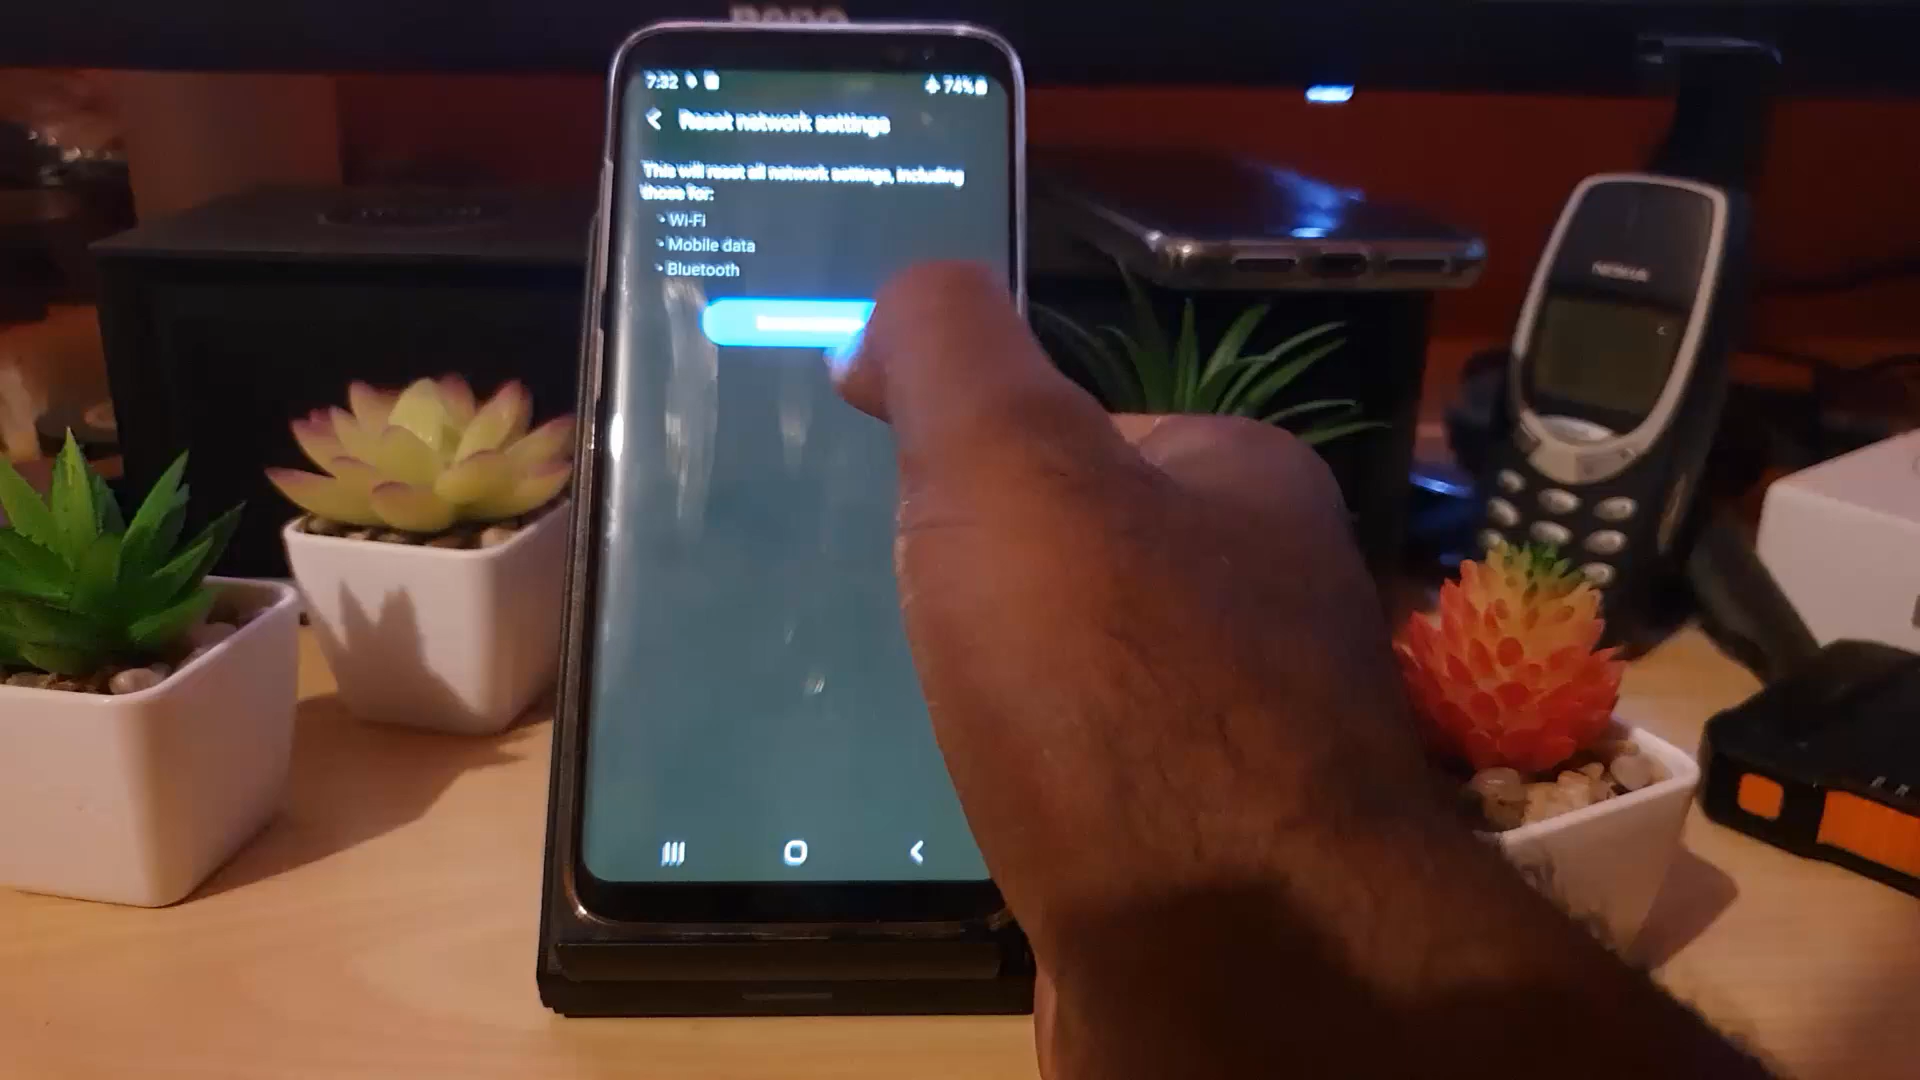 7:32
74%
Reset network settings
This will reset all network settings, including
those for:
• Wi-Fi
• Mobile data
• Bluetooth
NOKIA